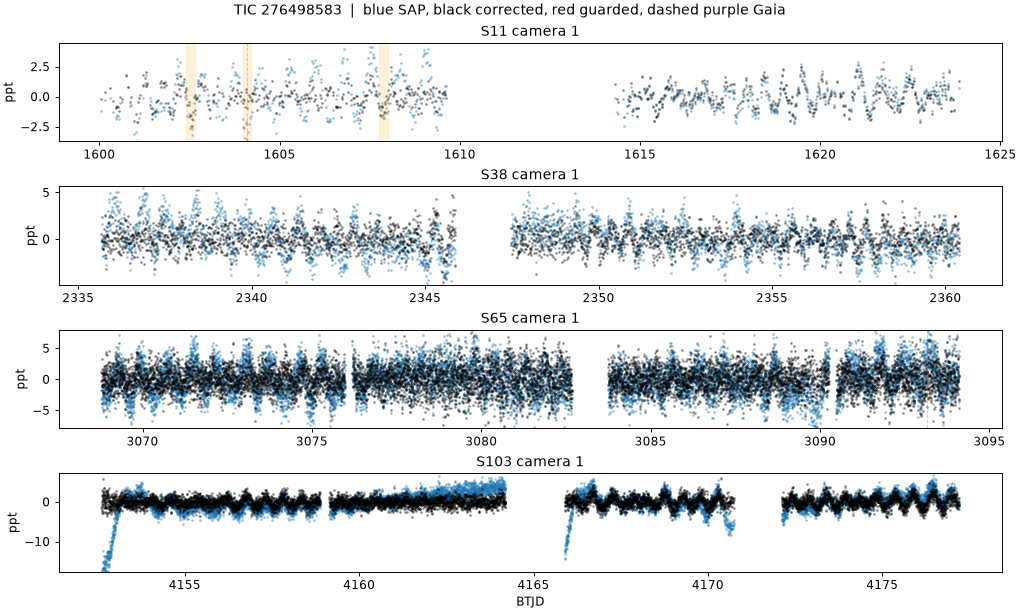 TIC 276498583 | blue SAP, black corrected, red guarded, dashed purple Gaia
S11 camera 1
ppt
2.5
0.0
−2.5
1600 1605 1610 1615 1620 1625
S38 camera 1
ppt
5
0
2335 2340 2345 2350 2355 2360
S65 camera 1
ppt
5
0
−5
3070 3075 3080 3085 3090 3095
S103 camera 1
ppt
0
−10
4155 4160 4165 4170 4175
BTJD